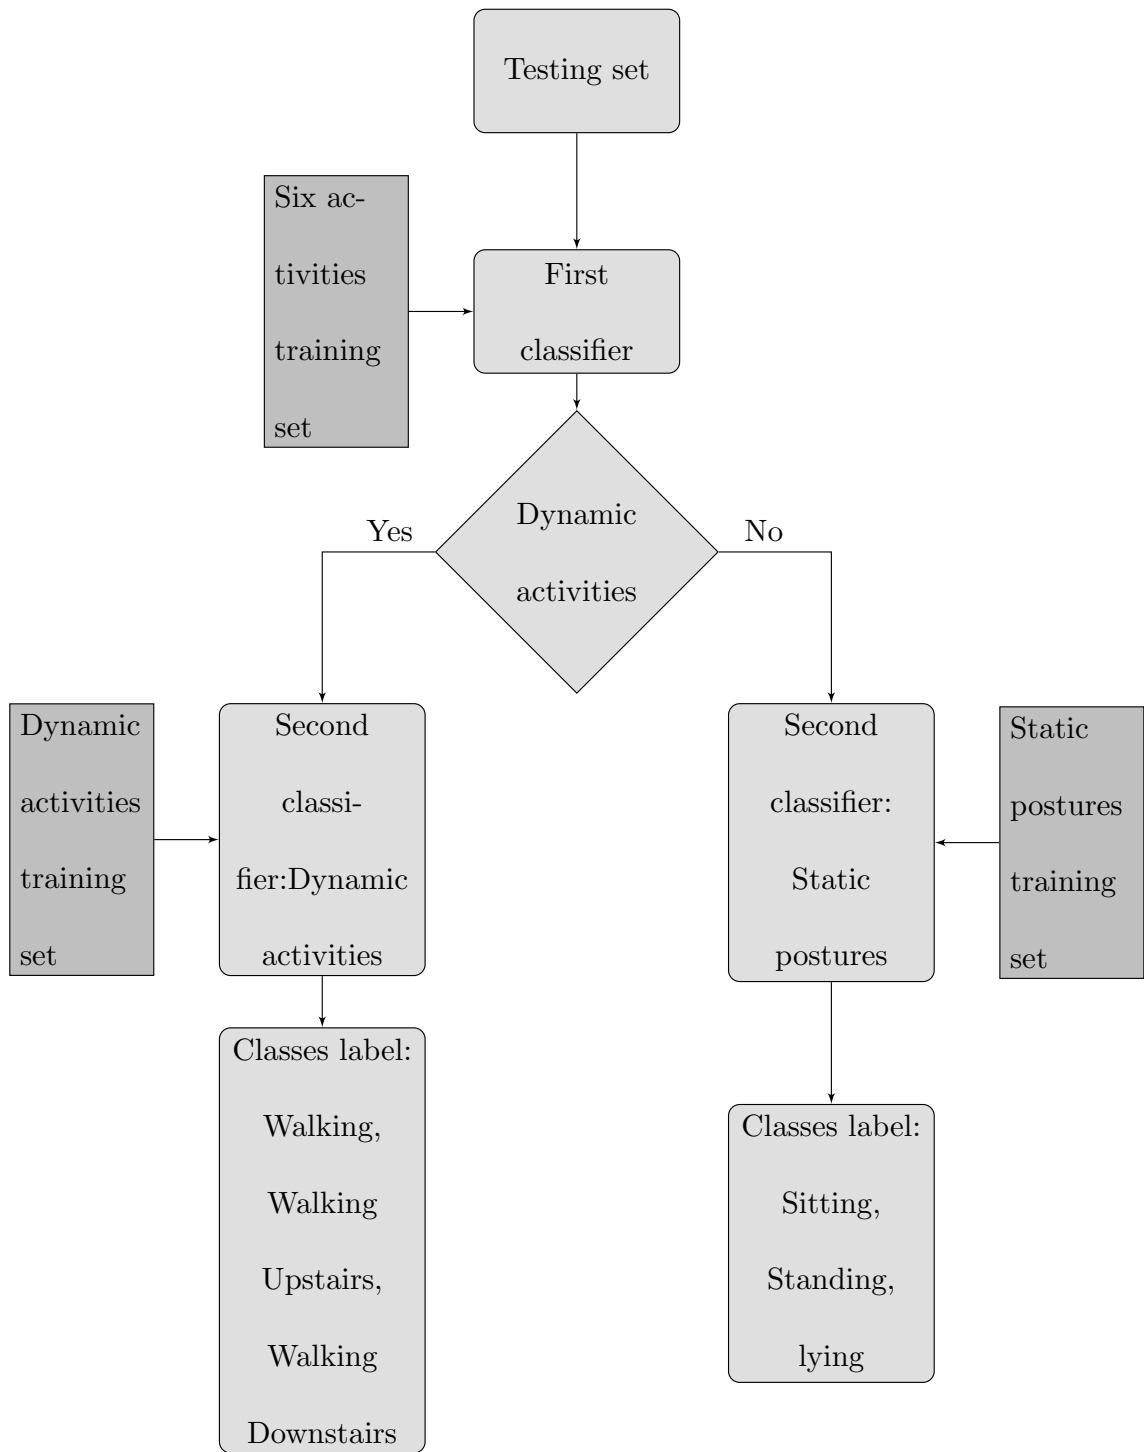 Testing set
Six ac-
tivities
training
set
First
classifier
Dynamic
activities
Yes
No
Dynamic
activities
training
set
Second
classi-
fier:Dynamic
activities
Second
classifier:
Static
postures
Static
postures
training
set
Classes label:
Walking,
Walking
Upstairs,
Walking
Downstairs
Classes label:
Sitting,
Standing,
lying